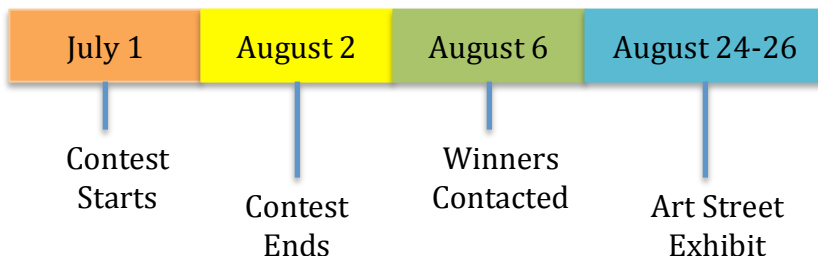 July 1
August 2
August 6
August 24-26
Contest
Starts
Contest
Ends
Winners
Contacted
Art Street
Exhibit